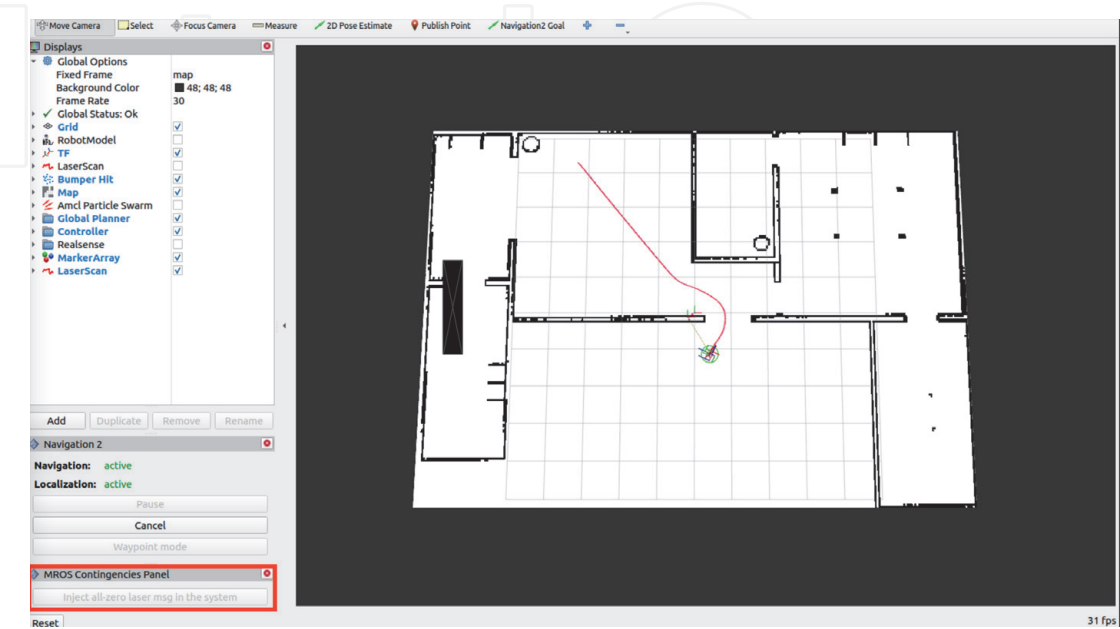 Move Camera Select Focus Camera Measure 2D Pose Estimate Publish Point Navigation2 Goal
Displays
Global Options
Fixed Frame map
Background Color 48; 48; 48
Frame Rate 30
Global Status: Ok
Grid
RobotModel
TF
LaserScan
Bumper Hit
Map
Amcl Particle Swarm
Global Planner
Controller
Realsense
MarkerArray
LaserScan
Add Duplicate Remove Rename
Navigation 2
Navigation: active
Localization: active
Pause
Cancel
Waypoint mode
MROS Contingencies Panel
Inject all-zero laser msg in the system
Reset 31 fps